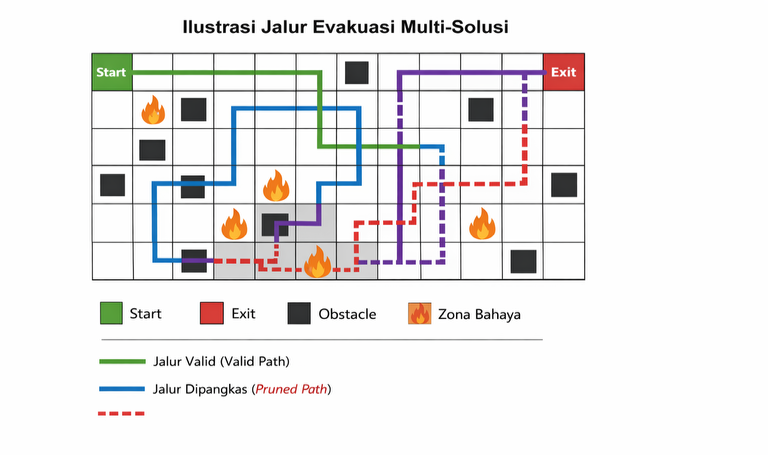 Ilustrasi Jalur Evakuasi Multi-Solusi
Start
Exit
Start Exit Obstacle Zona Bahaya
Jalur Valid (Valid Path)
Jalur Dipangkas (Pruned Path)